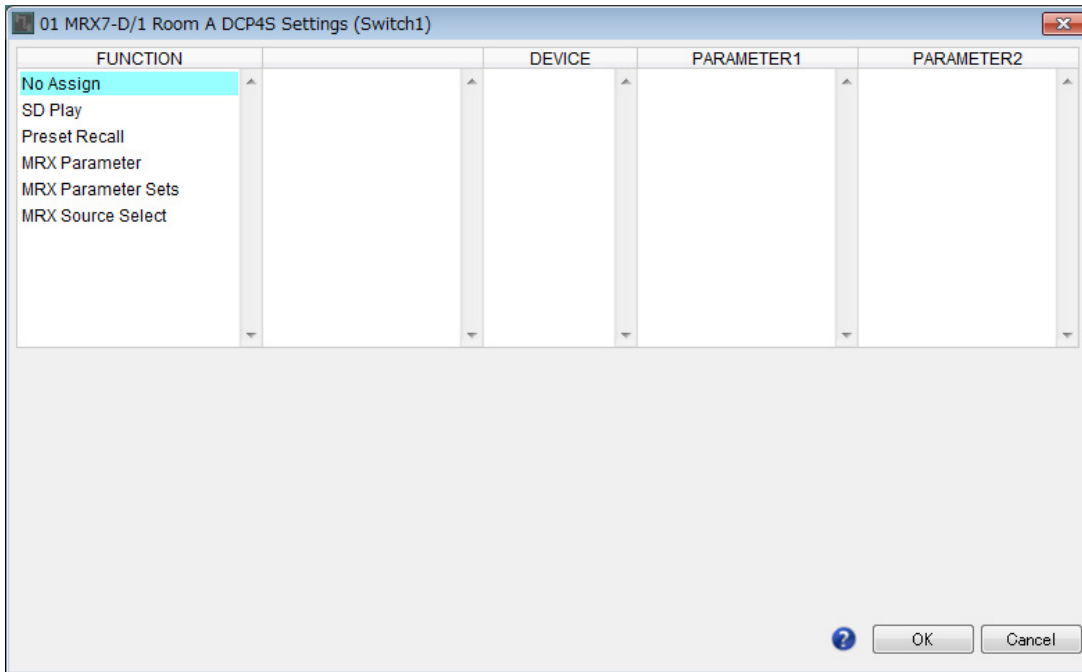 01 MRX7-D/1 Room A DCP4S Settings (Switch1)
FUNCTION DEVICE PARAMETER1 PARAMETER2
No Assign
SD Play
Preset Recall
MRX Parameter
MRX Parameter Sets
MRX Source Select
? OK Cancel